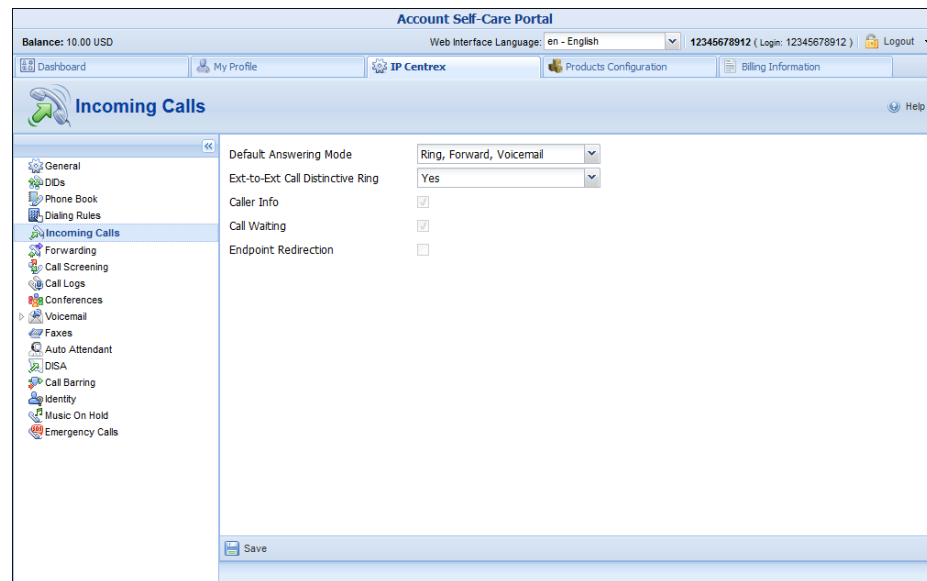 Account Self-Care Portal
Balance: 10.00 USD Web Interface Language: en - English 12345678912 ( Login: 12345678912 ) Logout
Dashboard My Profile IP Centrex Products Configuration Billing Information
Incoming Calls Help
General
DIDs
Phone Book
Dialing Rules
Incoming Calls
Forwarding
Call Screening
Call Logs
Conferences
Voicemail
Faxes
Auto Attendant
DISA
Call Barring
Identity
Music On Hold
Emergency Calls
Default Answering Mode Ring, Forward, Voicemail
Ext-to-Ext Call Distinctive Ring Yes
Caller Info
Call Waiting
Endpoint Redirection
Save